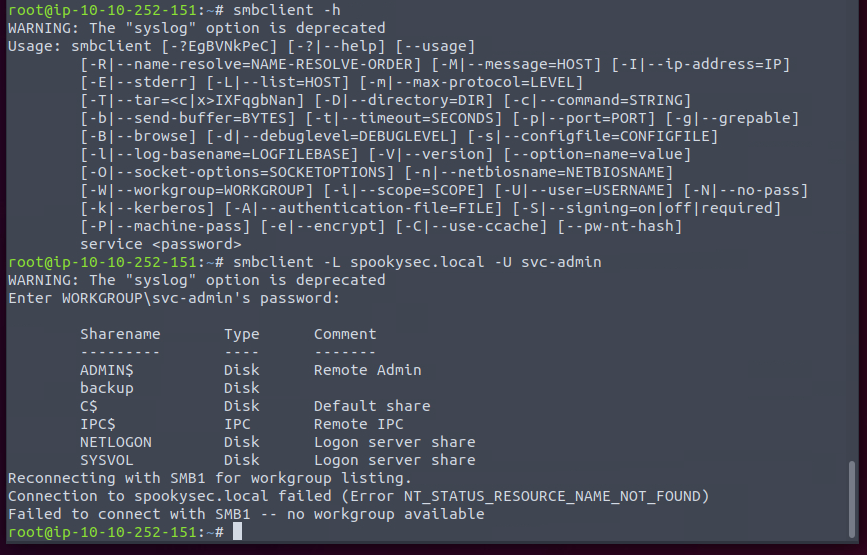 root@ip-10-10-252-151:~# smbclient -h
WARNING: The "syslog" option is deprecated
Usage: smbclient [-?EgBVNkPeC] [-?|--help] [--usage]
        [-R|--name-resolve=NAME-RESOLVE-ORDER] [-M|--message=HOST] [-I|--ip-address=IP]
        [-E|--stderr] [-L|--list=HOST] [-m|--max-protocol=LEVEL]
        [-T|--tar=<c|x>IXFqgbNan] [-D|--directory=DIR] [-c|--command=STRING]
        [-b|--send-buffer=BYTES] [-t|--timeout=SECONDS] [-p|--port=PORT] [-g|--grepable]
        [-B|--browse] [-d|--debuglevel=DEBUGLEVEL] [-s|--configfile=CONFIGFILE]
        [-l|--log-basename=LOGFILEBASE] [-V|--version] [--option=name=value]
        [-O|--socket-options=SOCKETOPTIONS] [-n|--netbiosname=NETBIOSNAME]
        [-W|--workgroup=WORKGROUP] [-i|--scope=SCOPE] [-U|--user=USERNAME] [-N|--no-pass]
        [-k|--kerberos] [-A|--authentication-file=FILE] [-S|--signing=on|off|required]
        [-P|--machine-pass] [-e|--encrypt] [-C|--use-ccache] [--pw-nt-hash]
        service <password>
root@ip-10-10-252-151:~# smbclient -L spookysec.local -U svc-admin
WARNING: The "syslog" option is deprecated
Enter WORKGROUP\svc-admin's password:
        Sharename       Type      Comment
        ---------       ----      -------
        ADMIN$          Disk      Remote Admin
        backup          Disk
        C$              Disk      Default share
        IPC$            IPC       Remote IPC
        NETLOGON        Disk      Logon server share
        SYSVOL          Disk      Logon server share
Reconnecting with SMB1 for workgroup listing.
Connection to spookysec.local failed (Error NT_STATUS_RESOURCE_NAME_NOT_FOUND)
Failed to connect with SMB1 -- no workgroup available
root@ip-10-10-252-151:~#